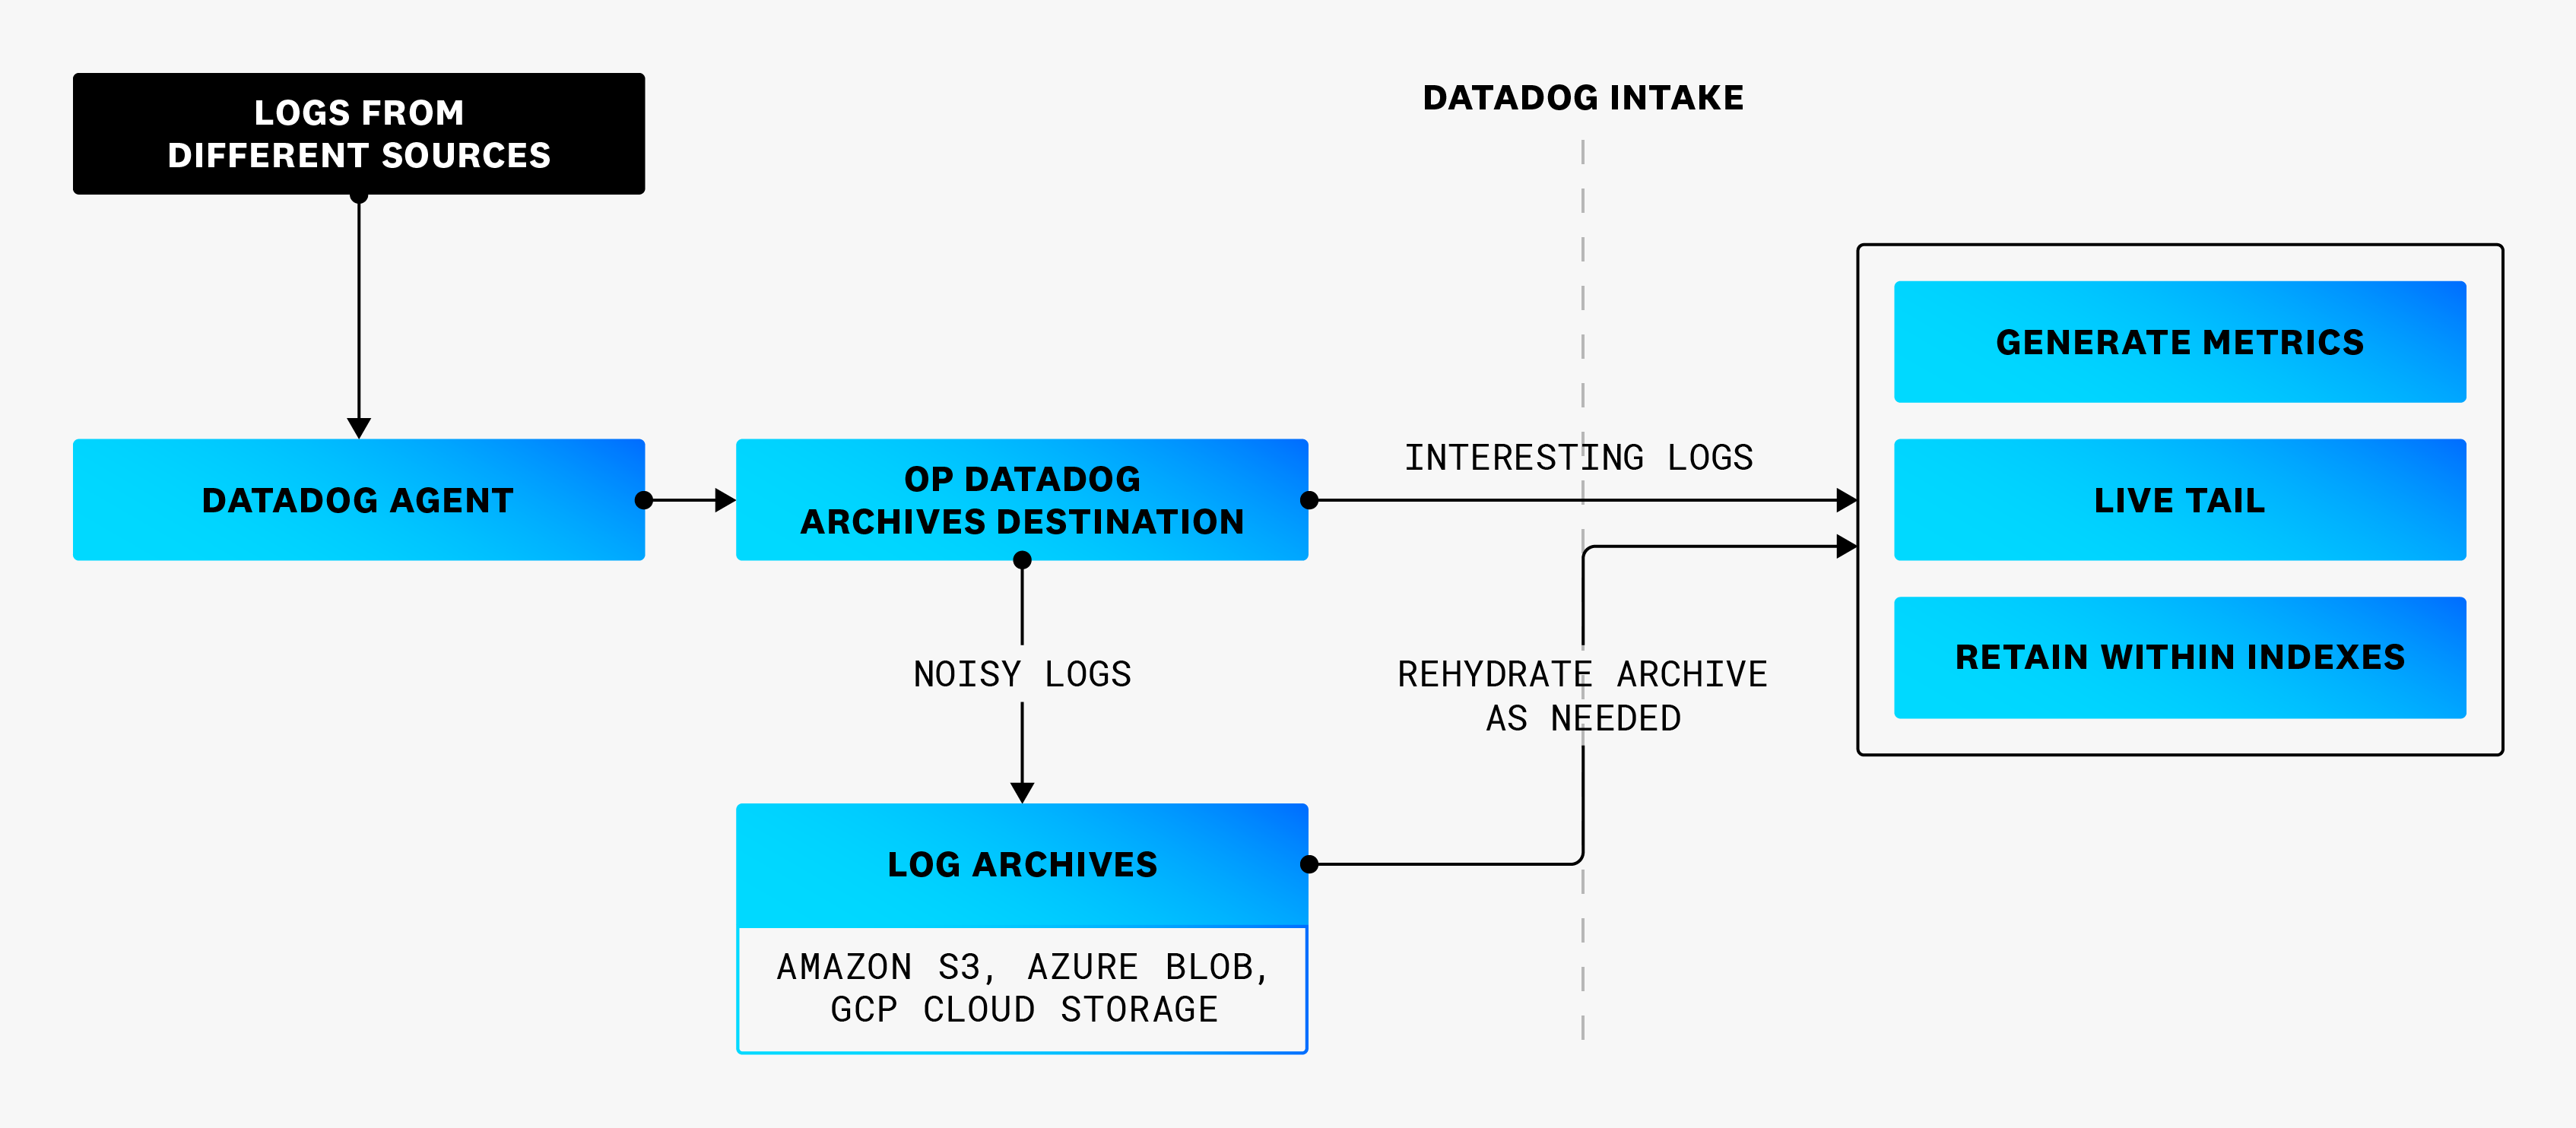 LOGS FROM
DIFFERENT SOURCES
DATADOG INTAKE
GENERATE METRICS
DATADOG AGENT
OP DATADOG
ARCHIVES DESTINATION
INTERESTING LOGS
LIVE TAIL
NOISY LOGS
REHYDRATE ARCHIVE
AS NEEDED
RETAIN WITHIN INDEXES
LOG ARCHIVES
AMAZON S3, AZURE BLOB,
GCP CLOUD STORAGE